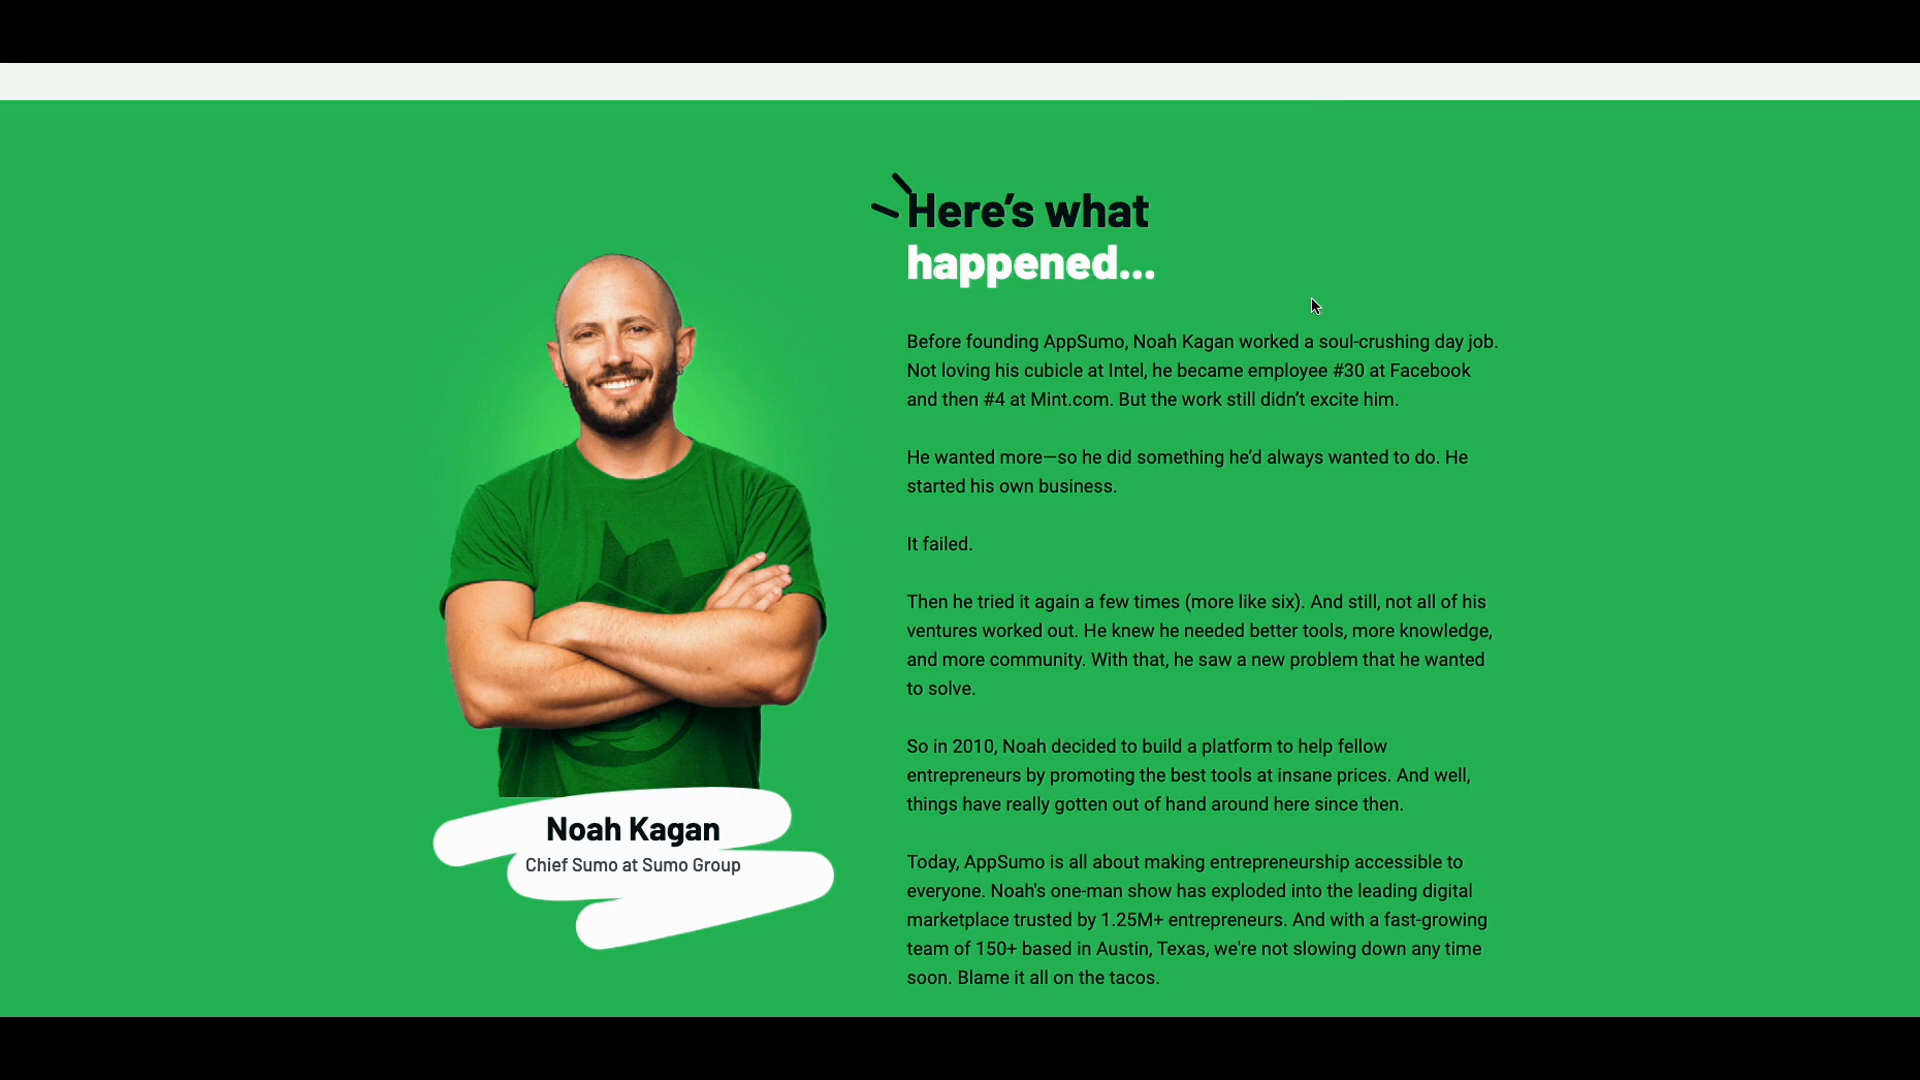 Here’s what
happened...
Before founding AppSumo, Noah Kagan worked a soul-crushing day job.
Not loving his cubicle at Intel, he became employee #30 at Facebook
and then #4 at Mint.com. But the work still didn’t excite him.
He wanted more—so he did something he’d always wanted to do. He
started his own business.
It failed.
Then he tried it again a few times (more like six). And still, not all of his
ventures worked out. He knew he needed better tools, more knowledge,
and more community. With that, he saw a new problem that he wanted
to solve.
So in 2010, Noah decided to build a platform to help fellow
entrepreneurs by promoting the best tools at insane prices. And well,
things have really gotten out of hand around here since then.
Today, AppSumo is all about making entrepreneurship accessible to
everyone. Noah's one-man show has exploded into the leading digital
marketplace trusted by 1.25M+ entrepreneurs. And with a fast-growing
team of 150+ based in Austin, Texas, we're not slowing down any time
soon. Blame it all on the tacos.
Noah Kagan
Chief Sumo at Sumo Group